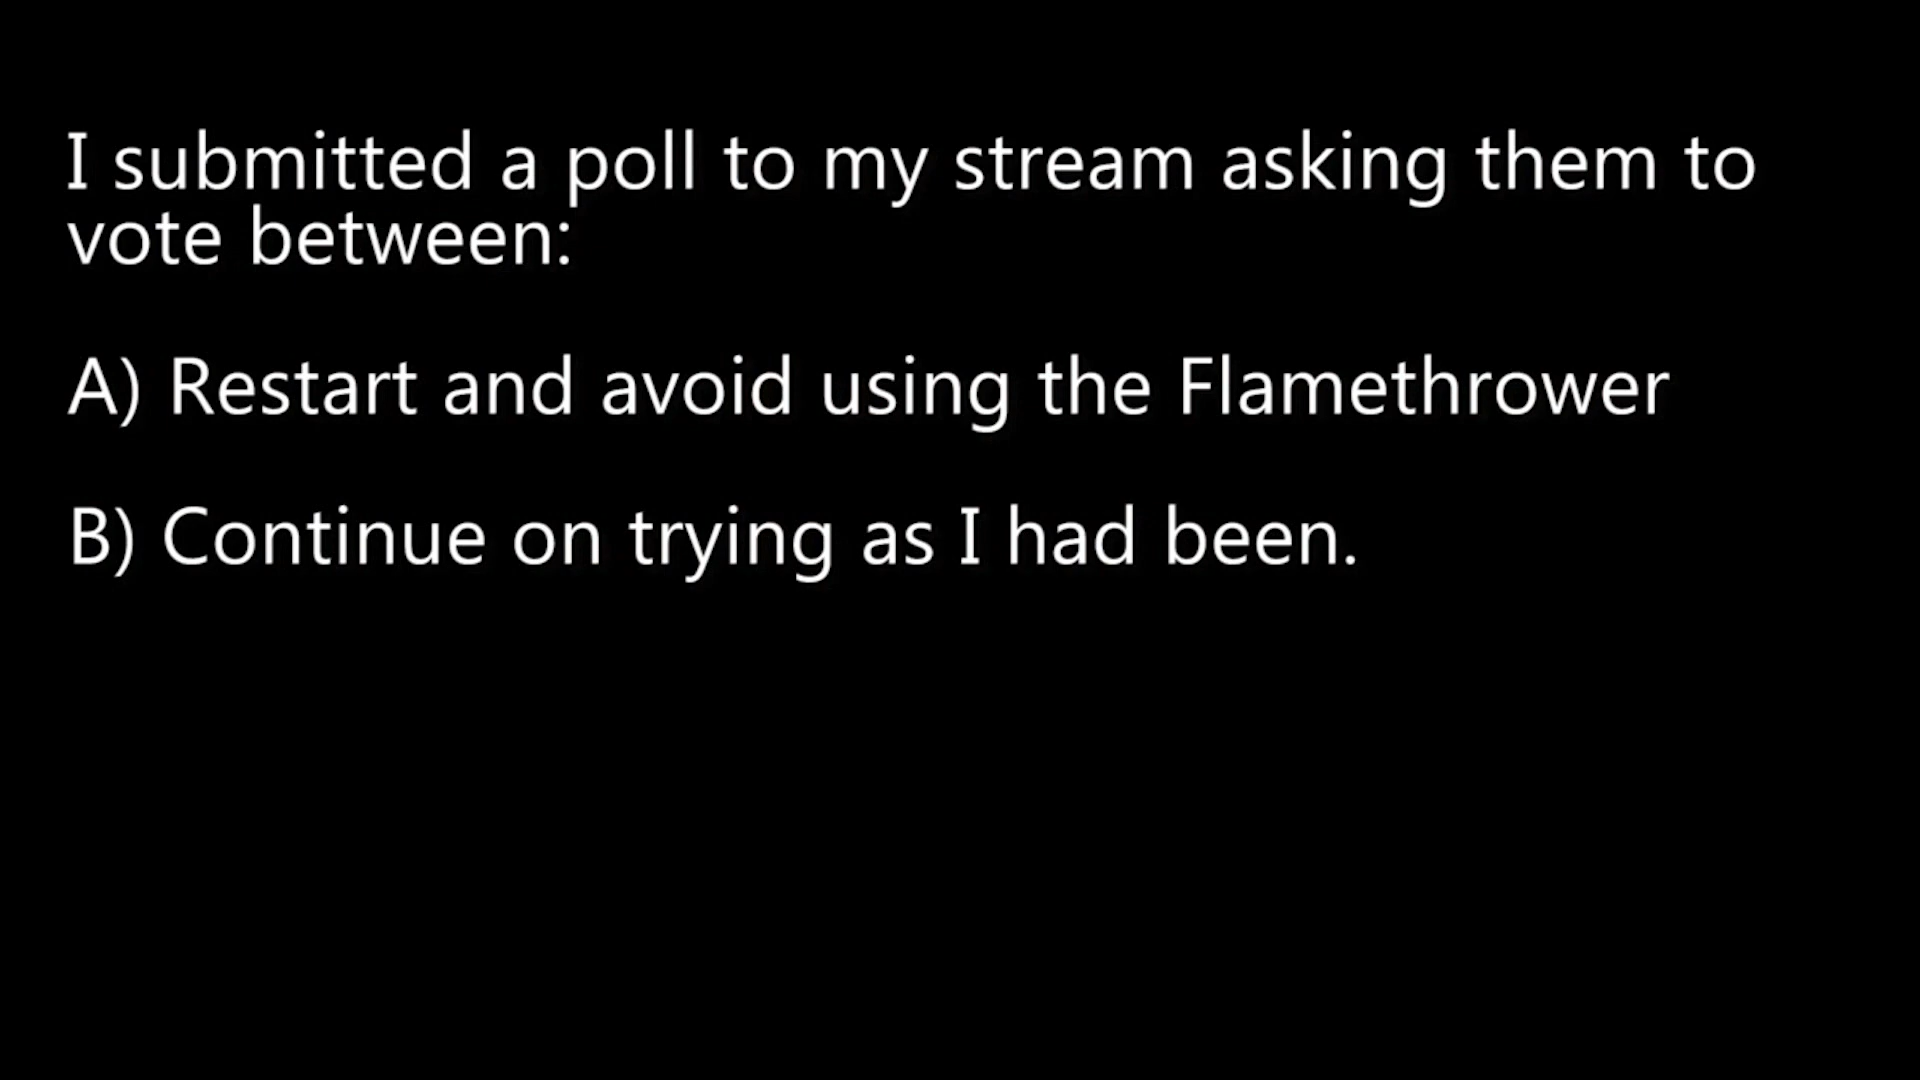 I submitted a poll to my stream asking them to
vote between:
A) Restart and avoid using the Flamethrower
B) Continue on trying as I had been.